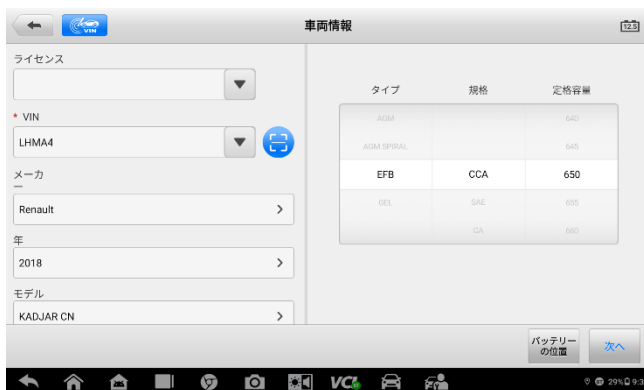 VIN
車両情報
12.5
ライセンス
* VIN
LHMA4
メーカ
ー
Renault
年
2018
モデル
KADJAR CN
タイプ 規格 定格容量
AGM 640
AGM SPIRAL 645
EFB CCA 650
GEL SAE 655
CA 660
バッテリー
の位置
次へ
VCI
29%